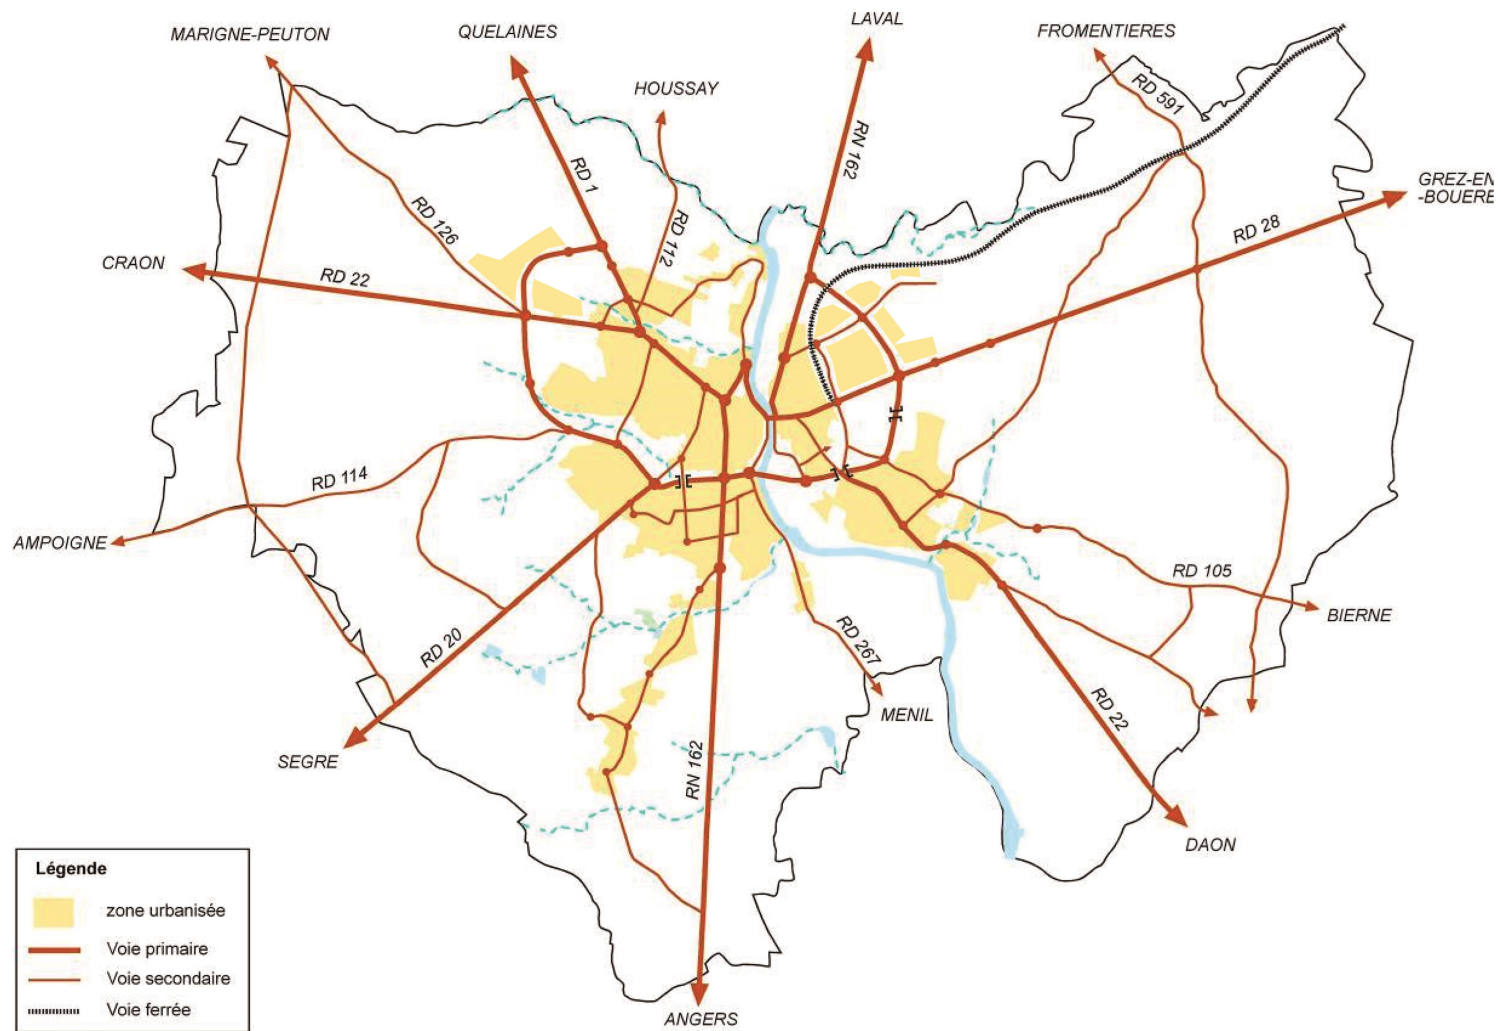 LAVAL
MARIGNE-PEUTON
QUELAINES
FROMENTIERES
HOUSSAY
RD 591
RN 162
RD 1
GREZ-EN
-BOUERE
RD 126
RD 112
RD 28
CRAON
RD 22
RD 114
AMPOIGNE
RD 105
BIERNE
RD 20
RD 267
MENIL
RD 22
SEGRE
RN 162
DAON
ANGERS
Légende
zone urbanisée
Voie primaire
Voie secondaire
Voie ferrée